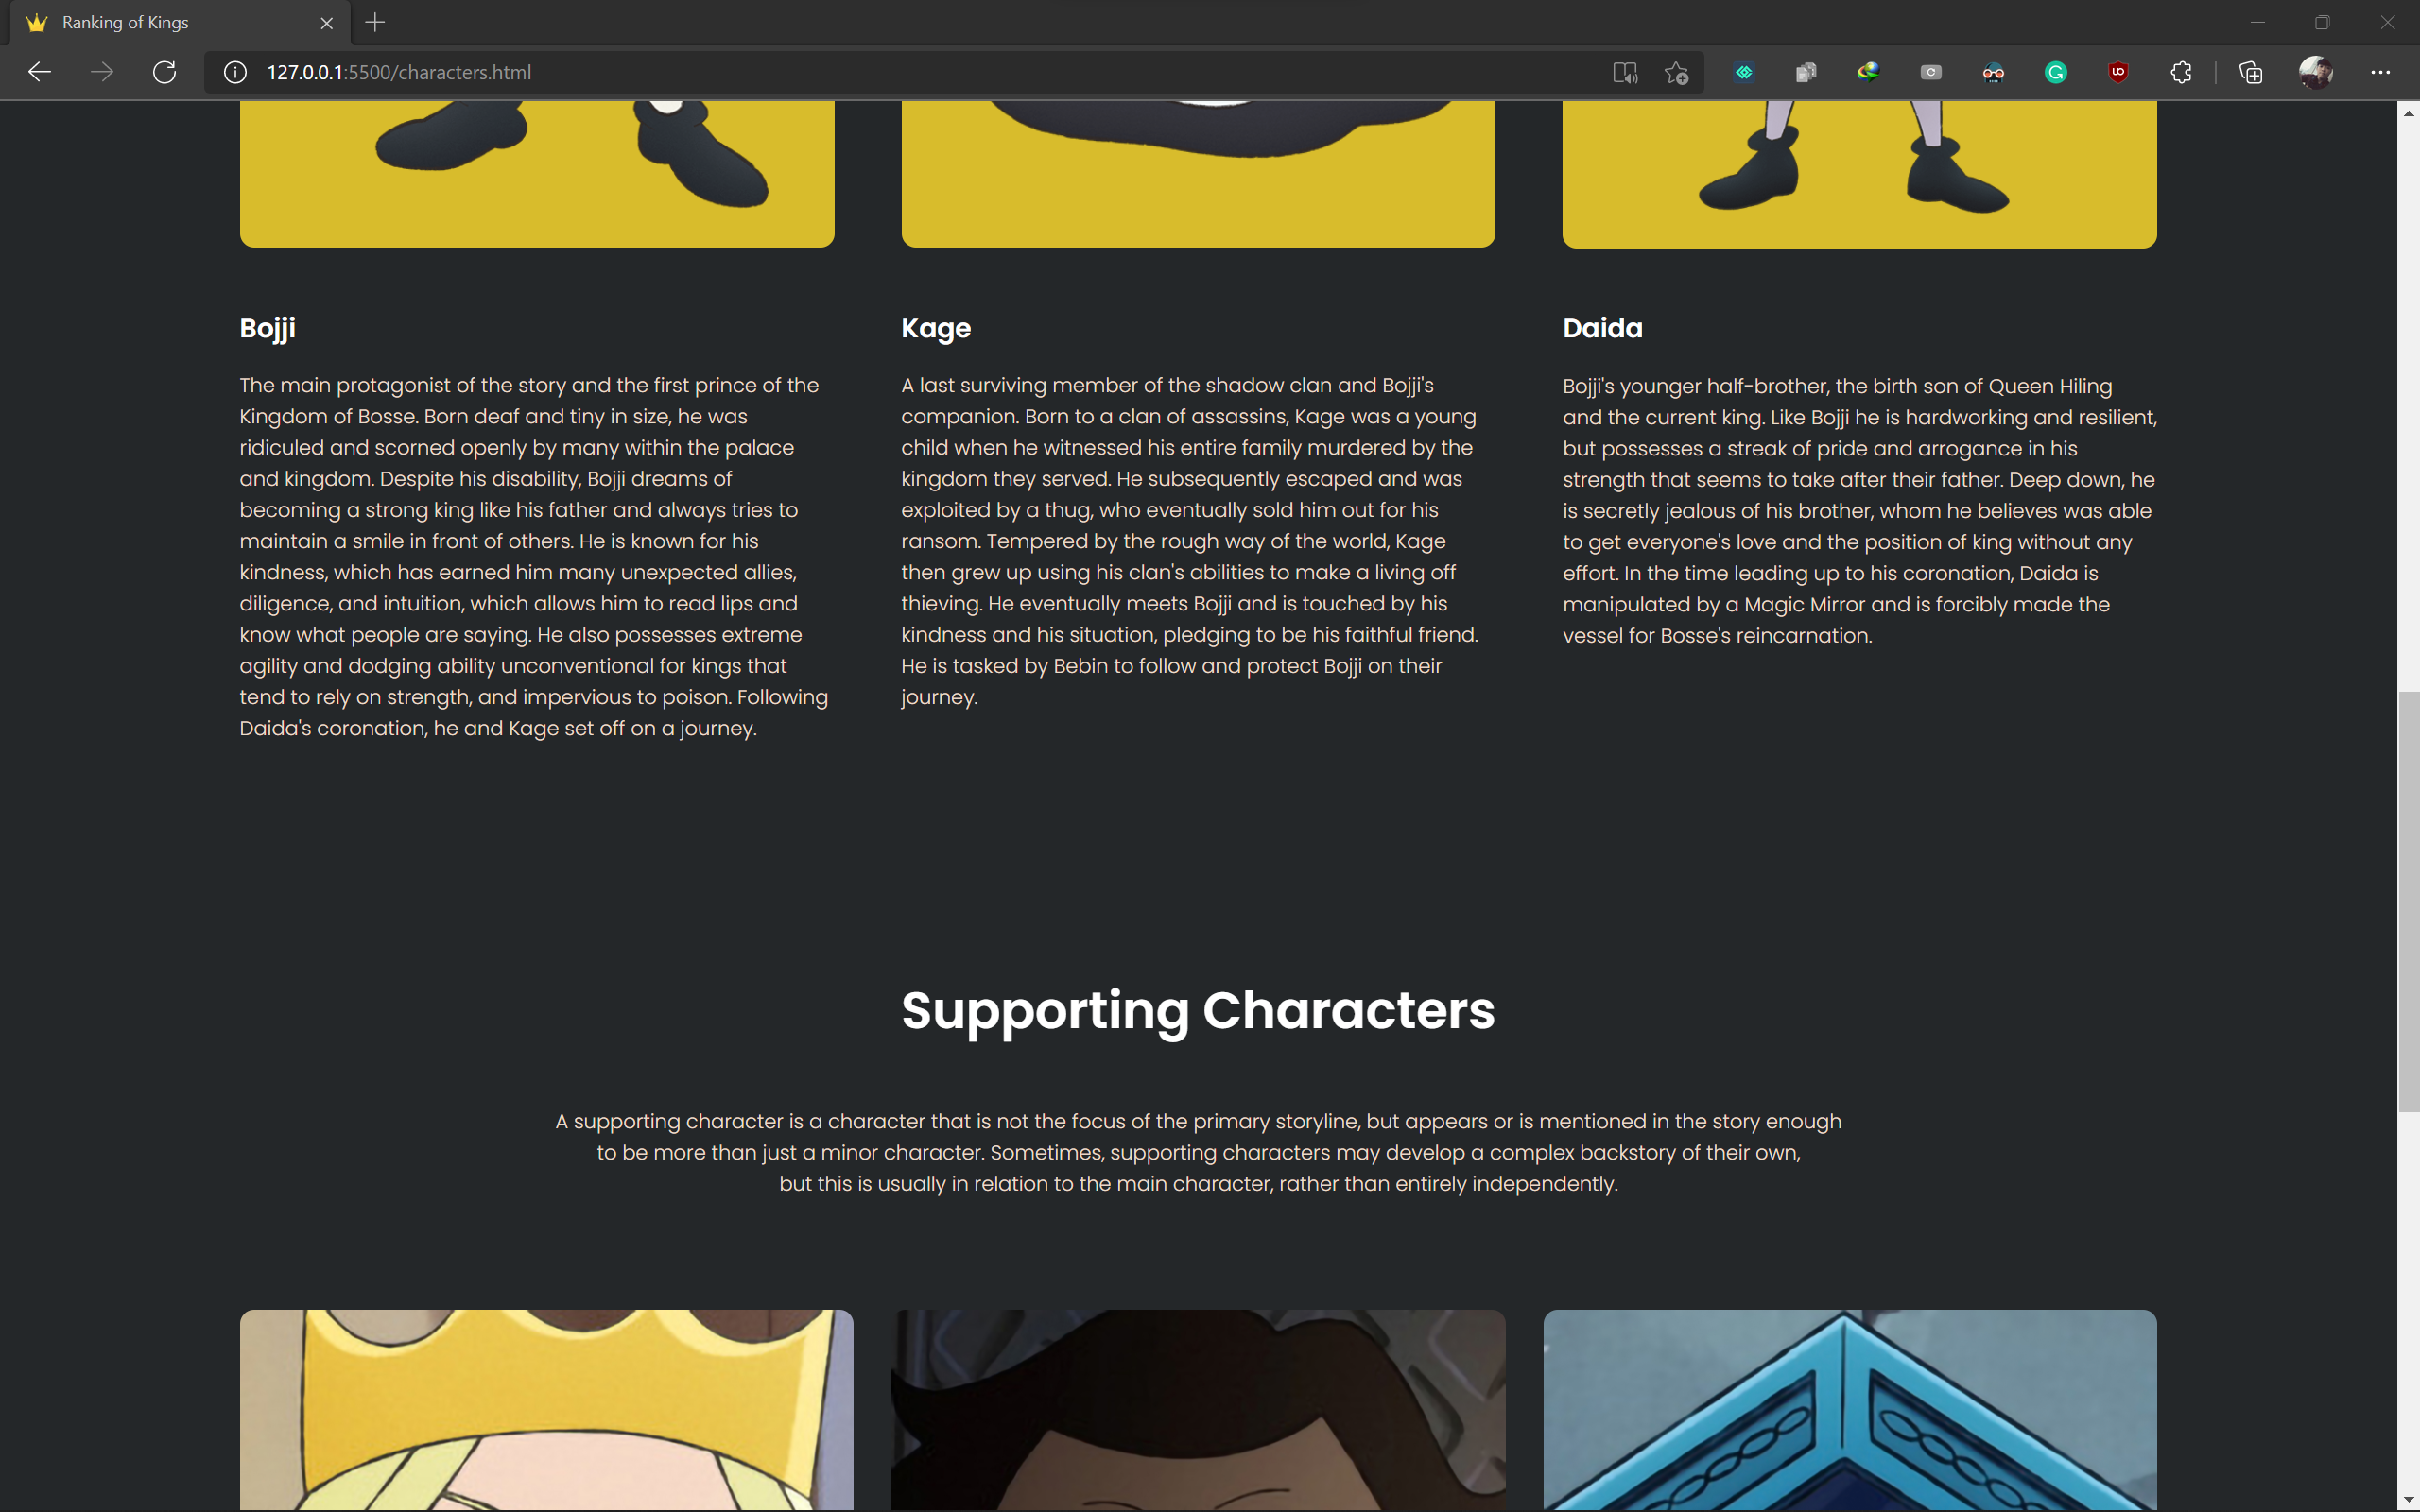 Ranking of Kings
127.0.0.1:5500/characters.html
Bojji
The main protagonist of the story and the first prince of the
Kingdom of Bosse. Born deaf and tiny in size, he was
ridiculed and scorned openly by many within the palace
and kingdom. Despite his disability, Bojji dreams of
becoming a strong king like his father and always tries to
maintain a smile in front of others. He is known for his
kindness, which has earned him many unexpected allies,
diligence, and intuition, which allows him to read lips and
know what people are saying. He also possesses extreme
agility and dodging ability unconventional for kings that
tend to rely on strength, and impervious to poison. Following
Daida's coronation, he and Kage set off on a journey.
Kage
A last surviving member of the shadow clan and Bojji's
companion. Born to a clan of assassins, Kage was a young
child when he witnessed his entire family murdered by the
kingdom they served. He subsequently escaped and was
exploited by a thug, who eventually sold him out for his
ransom. Tempered by the rough way of the world, Kage
then grew up using his clan's abilities to make a living off
thieving. He eventually meets Bojji and is touched by his
kindness and his situation, pledging to be his faithful friend.
He is tasked by Bebin to follow and protect Bojji on their
journey.
Daida
Bojji's younger half-brother, the birth son of Queen Hiling
and the current king. Like Bojji he is hardworking and resilient,
but possesses a streak of pride and arrogance in his
strength that seems to take after their father. Deep down, he
is secretly jealous of his brother, whom he believes was able
to get everyone's love and the position of king without any
effort. In the time leading up to his coronation, Daida is
manipulated by a Magic Mirror and is forcibly made the
vessel for Bosse's reincarnation.
Supporting Characters
A supporting character is a character that is not the focus of the primary storyline, but appears or is mentioned in the story enough
to be more than just a minor character. Sometimes, supporting characters may develop a complex backstory of their own,
but this is usually in relation to the main character, rather than entirely independently.